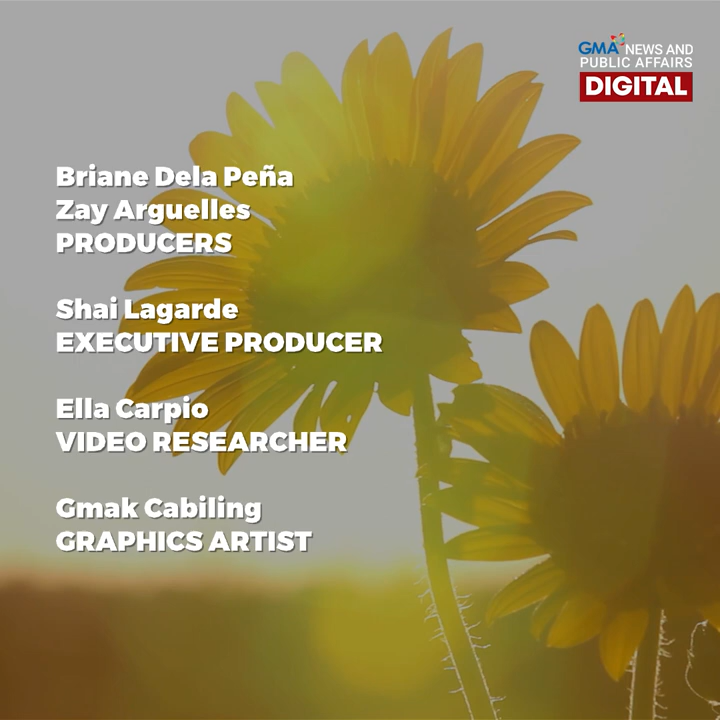 GMA NEWS AND
PUBLIC AFFAIRS
DIGITAL
Briane Dela Peña
Zay Arguelles
PRODUCERS
Shai Lagarde
EXECUTIVE PRODUCER
Ella Carpio
VIDEO RESEARCHER
Gmak Cabiling
GRAPHICS ARTIST